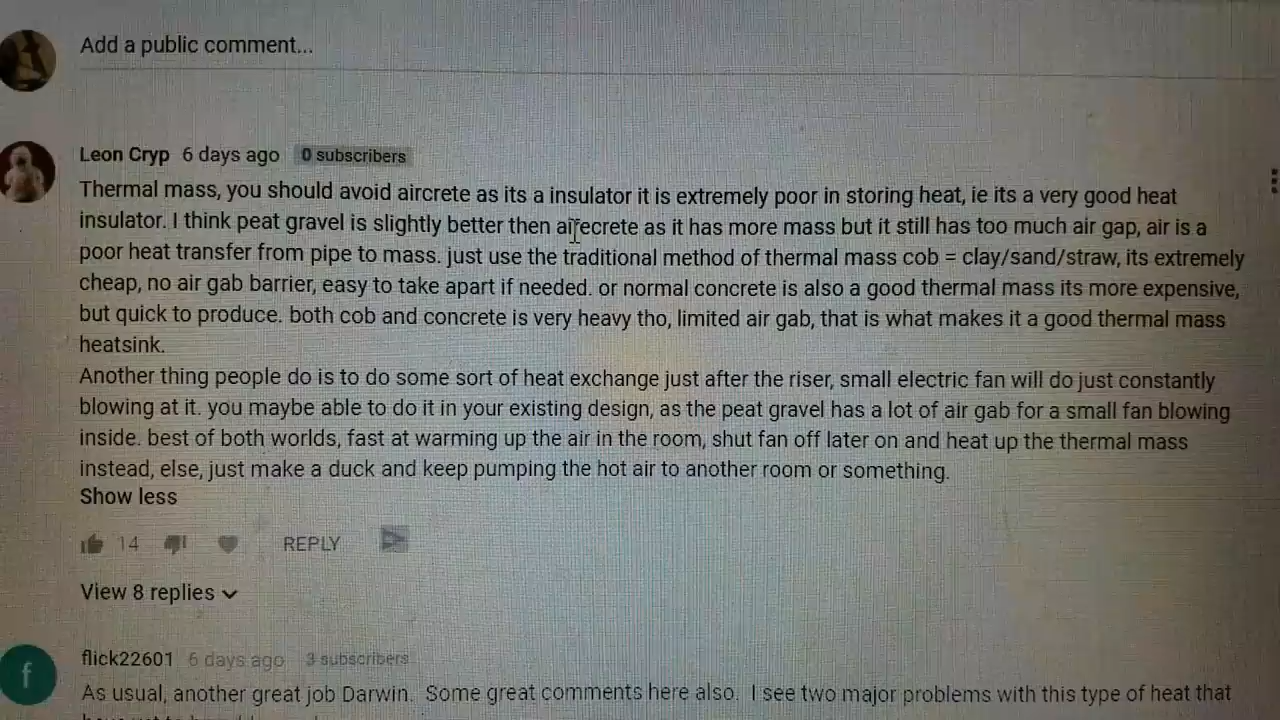 Add a public comment...
Leon Cryp 6 days ago 0 subscribers
Thermal mass, you should avoid aircrete as its a insulator it is extremely poor in storing heat, ie its a very good heat
insulator. I think peat gravel is slightly better then airecrete as it has more mass but it still has too much air gap, air is a
poor heat transfer from pipe to mass. just use the traditional method of thermal mass cob = clay/sand/straw, its extremely
cheap, no air gab barrier, easy to take apart if needed. or normal concrete is also a good thermal mass its more expensive,
but quick to produce. both cob and concrete is very heavy tho, limited air gab, that is what makes it a good thermal mass
heatsink.
Another thing people do is to do some sort of heat exchange just after the riser, small electric fan will do just constantly
blowing at it. you maybe able to do it in your existing design, as the peat gravel has a lot of air gab for a small fan blowing
inside. best of both worlds, fast at warming up the air in the room, shut fan off later on and heat up the thermal mass
instead, else, just make a duck and keep pumping the hot air to another room or something.
Show less
14 REPLY
View 8 replies
f
flick22601 6 days ago 3 subscribers
As usual, another great job Darwin. Some great comments here also. I see two major problems with this type of heat that